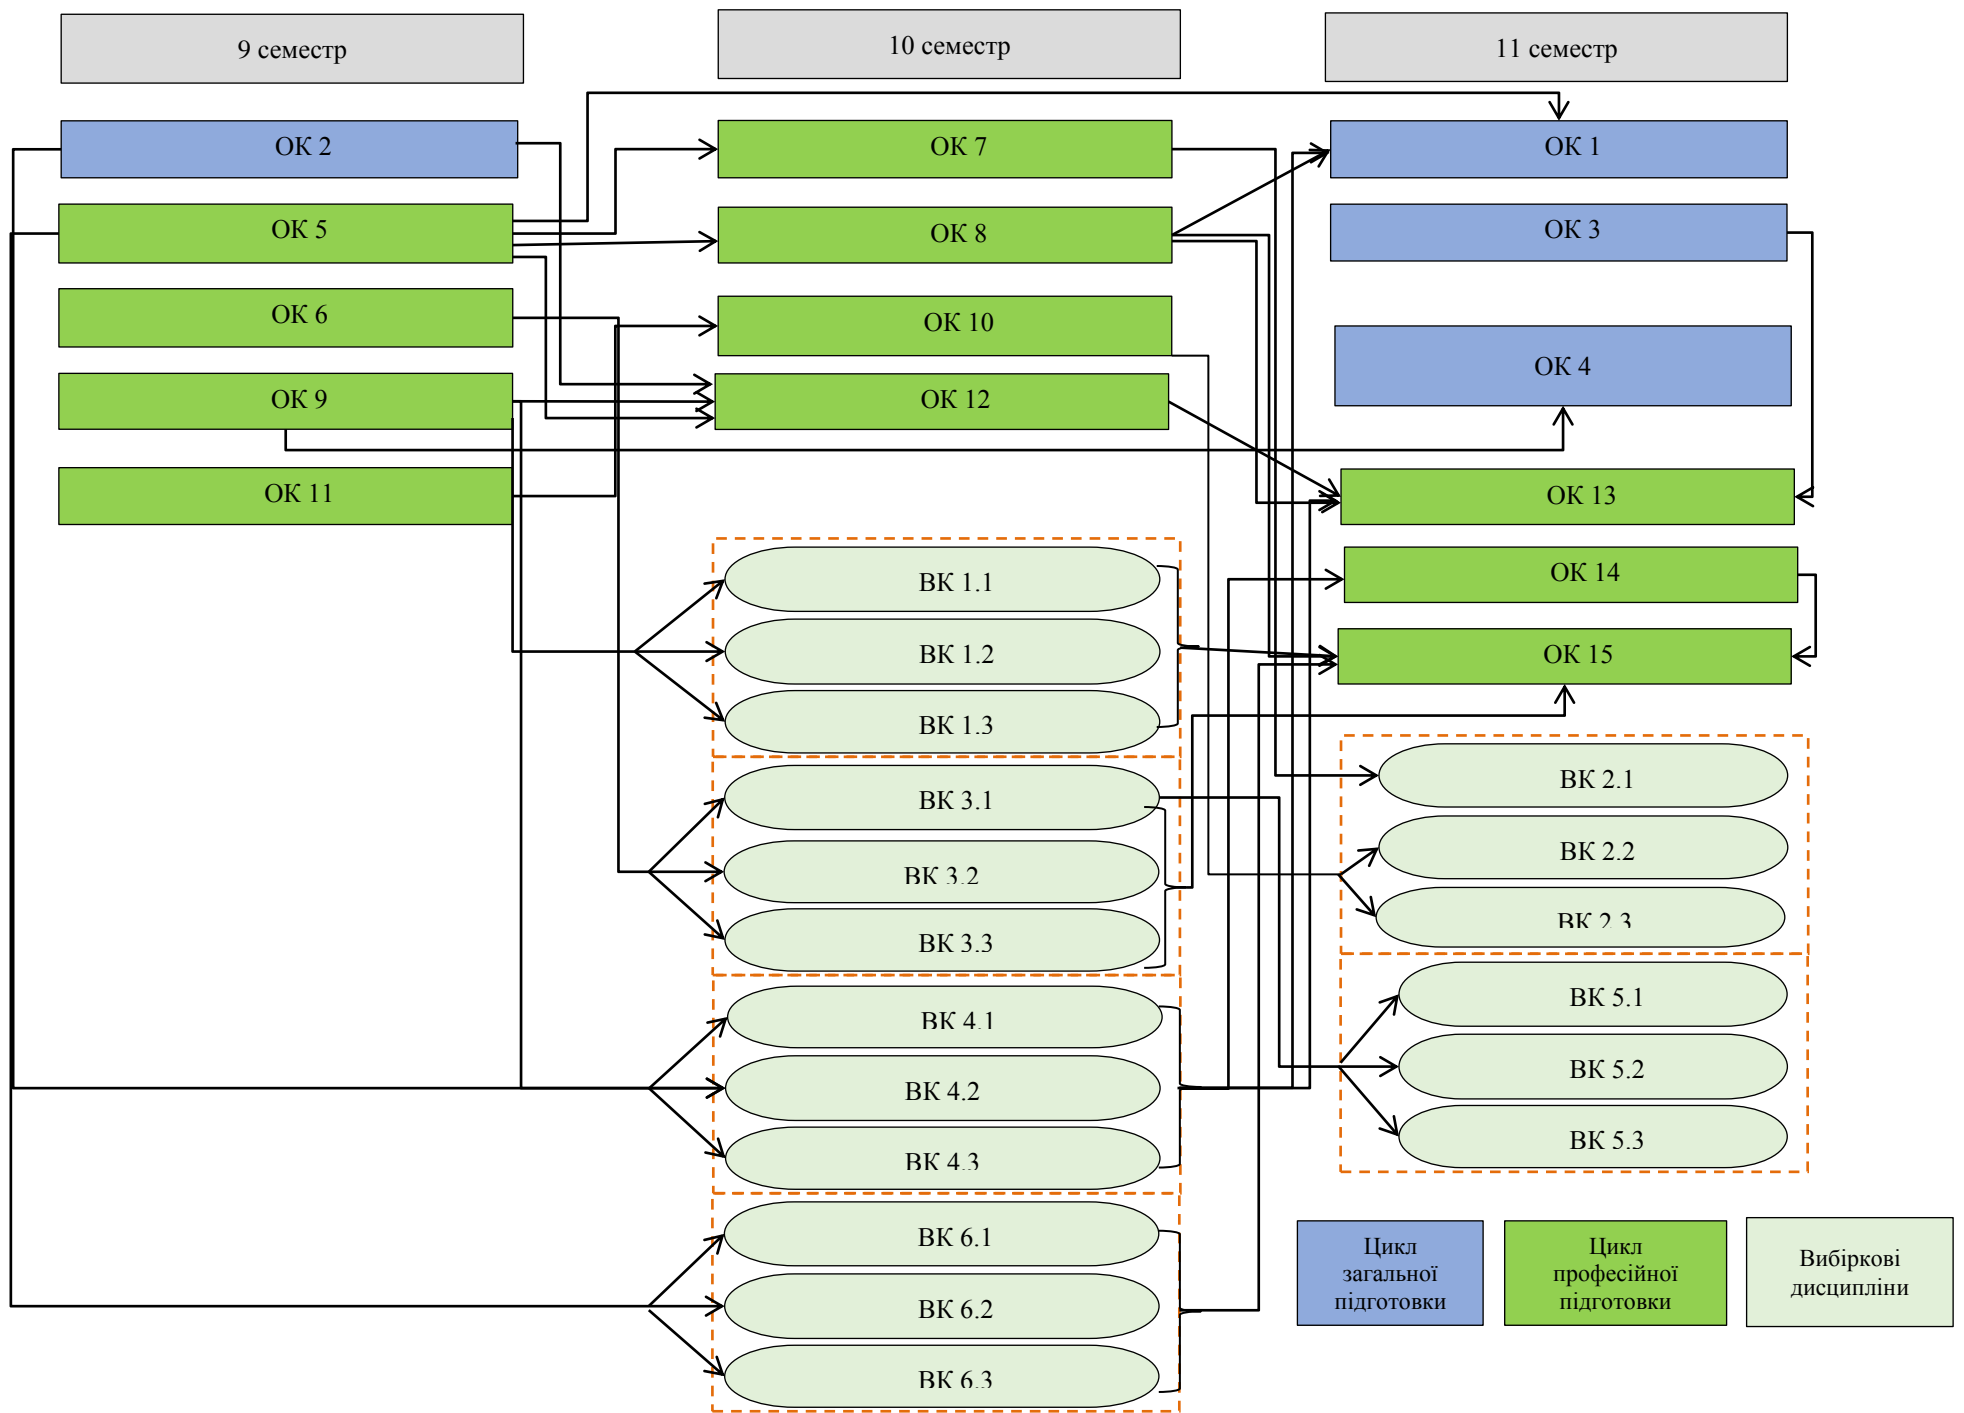 9 семестр
10 семестр
11 семестр
ОК 2
ОК 7
ОК 1
ОК 5
ОК 8
ОК 3
ОК 6
ОК 10
ОК 4
ОК 9
ОК 12
ОК 11
ОК 13
ВК 1.1
ОК 14
ВК 1.2
ОК 15
ВК 1.3
ВК 3.1
ВК 2.1
ВК 3.2
ВК 2.2
ВК 3.3
ВК 2.3
ВК 4.1
ВК 5.1
ВК 4.2
ВК 5.2
ВК 4.3
ВК 5.3
ВК 6.1
ВК 6.2
ВК 6.3
Цикл
загальної
підготовки
Цикл
професійної
підготовки
Вибіркові
дисципліни